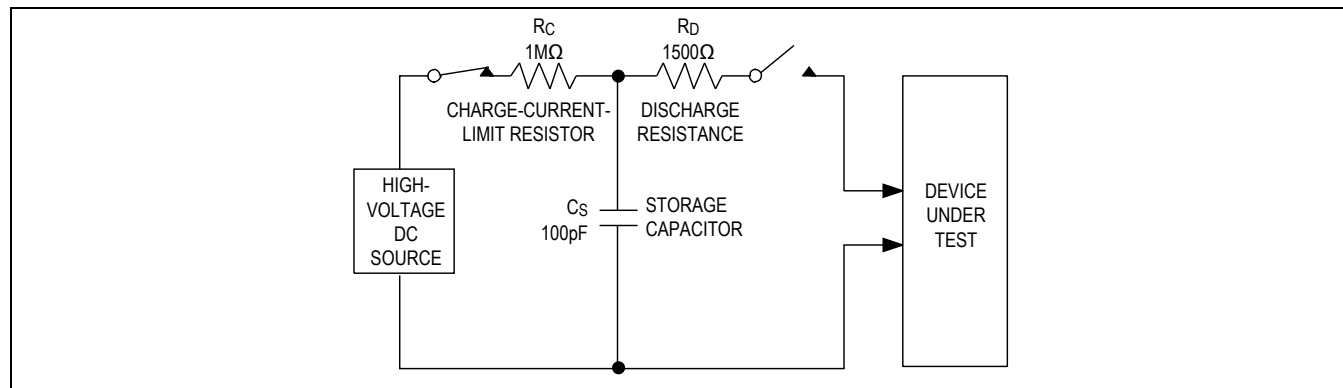 RC
1MΩ
CHARGE-CURRENT-
LIMIT RESISTOR
RD
1500Ω
DISCHARGE
RESISTANCE
HIGH-
VOLTAGE
DC
SOURCE
CS
100pF
STORAGE
CAPACITOR
DEVICE
UNDER
TEST